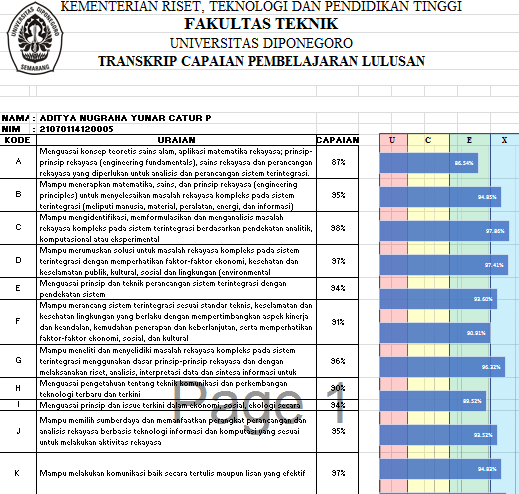 KEMENTERIAN RISET, TEKNOLOGI DAN PENDIDIKAN TINGGI
FAKULTAS TEKNIK
UNIVERSITAS DIPONEGORO
TRANSKRIP CAPAIAN PEMBELAJARAN LULUSAN
SEMARANG
NAMA : ADITYA NUGRAHA YUNAR CATUR P
NIM : 21070114120005
KODE URAIAN CAPAIAN U C E X
Menguasai konsep teoretis sains alam, aplikasi matematika rekayasa; prinsip-
A prinsip rekayasa (engineering fundamentals), sains rekayasa dan perancangan 87% 86.54%
rekayasa yang diperlukan untuk analisis dan perancangan sistem terintegrasi.
Mampu menerapkan matematika, sains, dan prinsip rekayasa (engineering
B principles) untuk menyelesaikan masalah rekayasa kompleks pada sistem 95% 94.85%
terintegrasi (meliputi manusia, material, peralatan, energi, dan informasi)
Mampu mengidentifikasi, memformulasikan dan menganalisis masalah
C rekayasa kompleks pada sistem terintegrasi berdasarkan pendekatan analitik, 98% 97.86%
komputasional atau eksperimental
Mampu merumuskan solusi untuk masalah rekayasa kompleks pada sistem
D terintegrasi dengan memperhatikan faktor-faktor ekonomi, kesehatan dan 97% 97.41%
keselamatan publik, kultural, sosial dan lingkungan (environmental
E Menguasai prinsip dan teknik perancangan sistem terintegrasi dengan 94% 93.60%
pendekatan sistem
Mampu merancang sistem terintegrasi sesuai standar teknis, keselamatan dan
F kesehatan lingkungan yang berlaku dengan mempertimbangkan aspek kinerja 91% 90.91%
dan keandalan, kemudahan penerapan dan keberlanjutan, serta memperhatikan
faktor-faktor ekonomi, sosial, dan kultural
Mampu meneliti dan menyelidiki masalah rekayasa kompleks pada sistem
G terintegrasi menggunakan dasar prinsip-prinsip rekayasa dan dengan 96% 96.32%
melaksanakan riset, analisis, interpretasi data dan sintesa informasi untuk
H Menguasai pengetahuan tentang teknik komunikasi dan perkembangan 90% 89.52%
teknologi terbaru dan terkini
I Menguasai prinsip dan issue terkini dalam ekonomi, sosial, ekologi secara 94%
Page 1
Mampu memilih sumberdaya dan memanfaatkan perangkat perancangan dan
J analisis rekayasa berbasis teknologi informasi dan komputasi yang sesuai 95% 93.52%
untuk melakukan aktivitas rekayasa
K Mampu melakukan komunikasi baik secara tertulis maupun lisan yang efektif 97% 94.83%